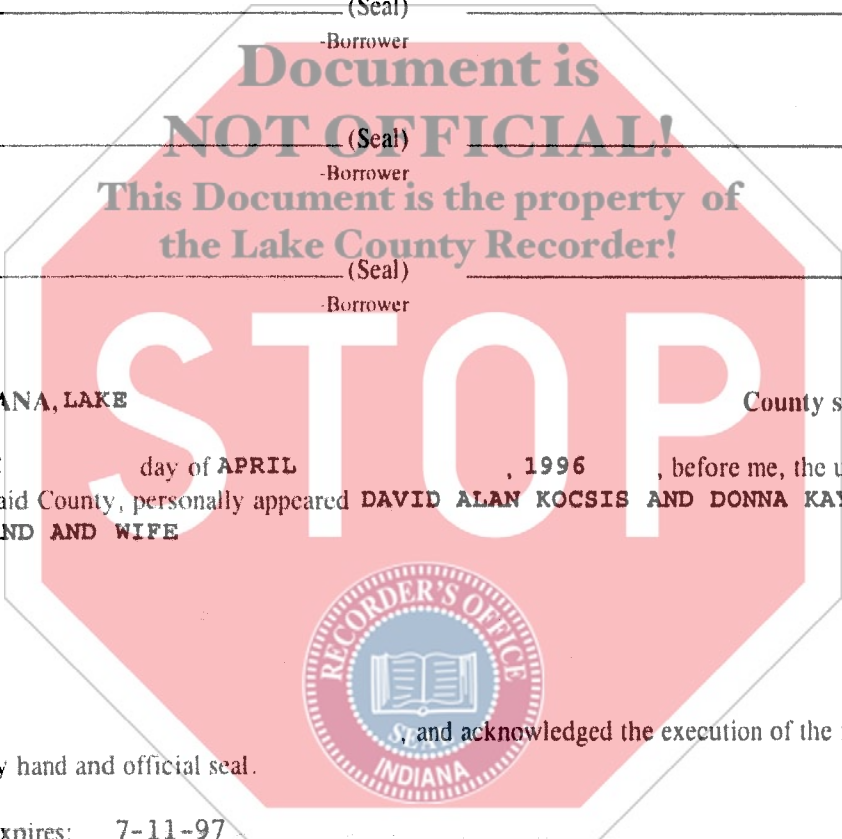 (Seal)
-Borrower
Document is
NOT OFFICIAL!
(Seal)
-Borrower
This Document is the property of
the Lake County Recorder!
(Seal)
-Borrower
STOP
ANA, LAKE County s
day of APRIL , 1996 , before me, the u
aid County, personally appeared DAVID ALAN KOCSIS AND DONNA KAY
ND AND WIFE
RECORDER'S OFFICE
SEAL
, and acknowledged the execution of the
INDIANA
y hand and official seal.
xpires: 7-11-97